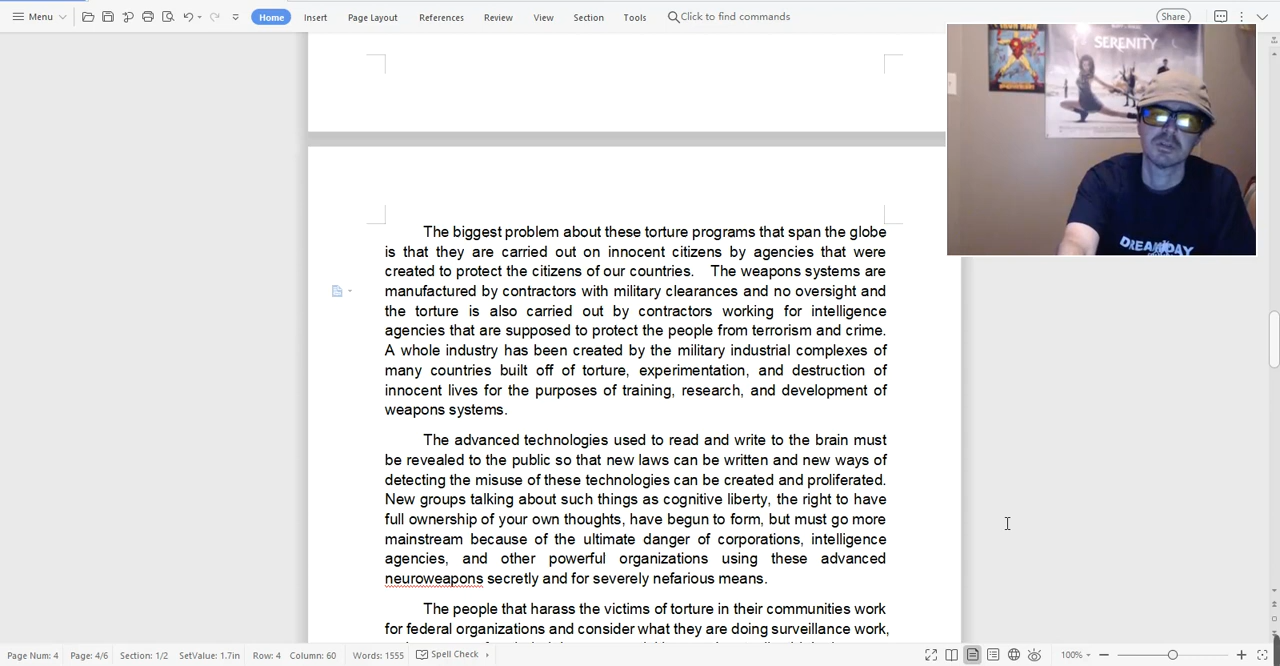 Menu Home Insert Page Layout References Review View Section Tools Click to find commands Share
SERENITY
DREAM DAY
The biggest problem about these torture programs that span the globe
is that they are carried out on innocent citizens by agencies that were
created to protect the citizens of our countries. The weapons systems are
manufactured by contractors with military clearances and no oversight and
the torture is also carried out by contractors working for intelligence
agencies that are supposed to protect the people from terrorism and crime.
A whole industry has been created by the military industrial complexes of
many countries built off of torture, experimentation, and destruction of
innocent lives for the purposes of training, research, and development of
weapons systems.
The advanced technologies used to read and write to the brain must
be revealed to the public so that new laws can be written and new ways of
detecting the misuse of these technologies can be created and proliferated.
New groups talking about such things as cognitive liberty, the right to have
full ownership of your own thoughts, have begun to form, but must go more
mainstream because of the ultimate danger of corporations, intelligence
agencies, and other powerful organizations using these advanced
neuroweapons secretly and for severely nefarious means.
The people that harass the victims of torture in their communities work
for federal organizations and consider what they are doing surveillance work,
Page Num: 4 Page: 4/6 Section: 1/2 SetValue: 1.7in Row: 4 Column: 60 Words: 1555 Spell Check 100%